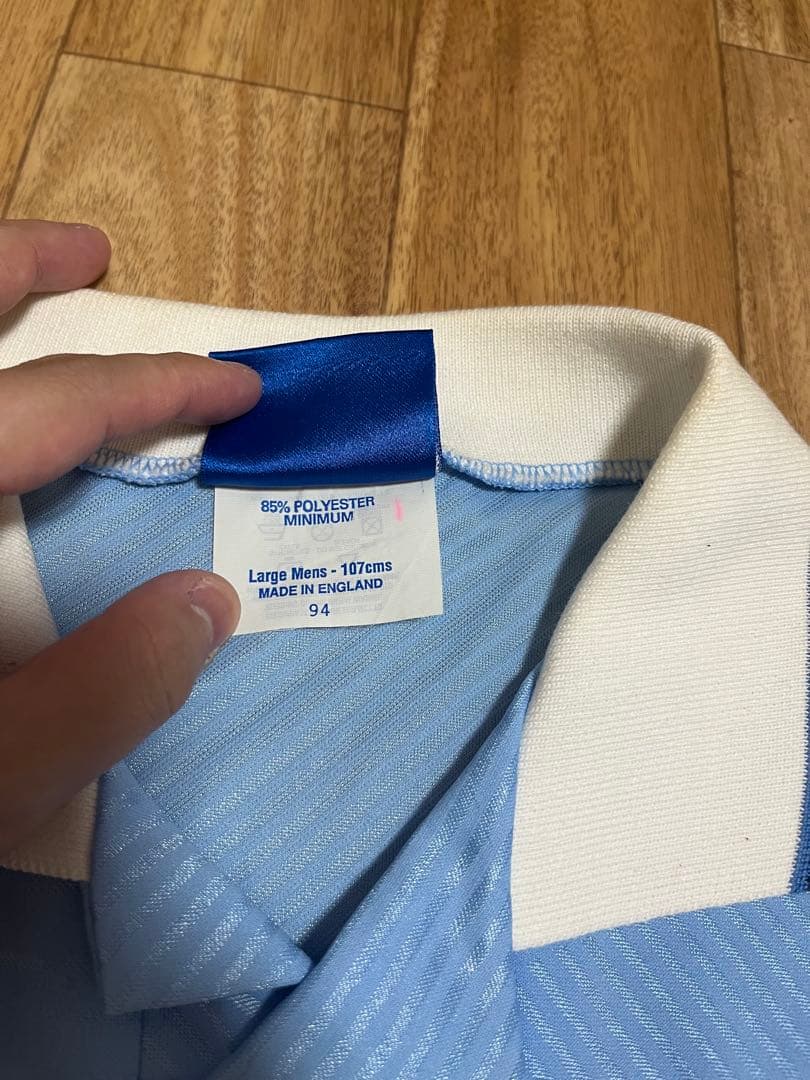 85% POLYESTER
MINIMUM
Large Mens - 107cms
MADE IN ENGLAND
94